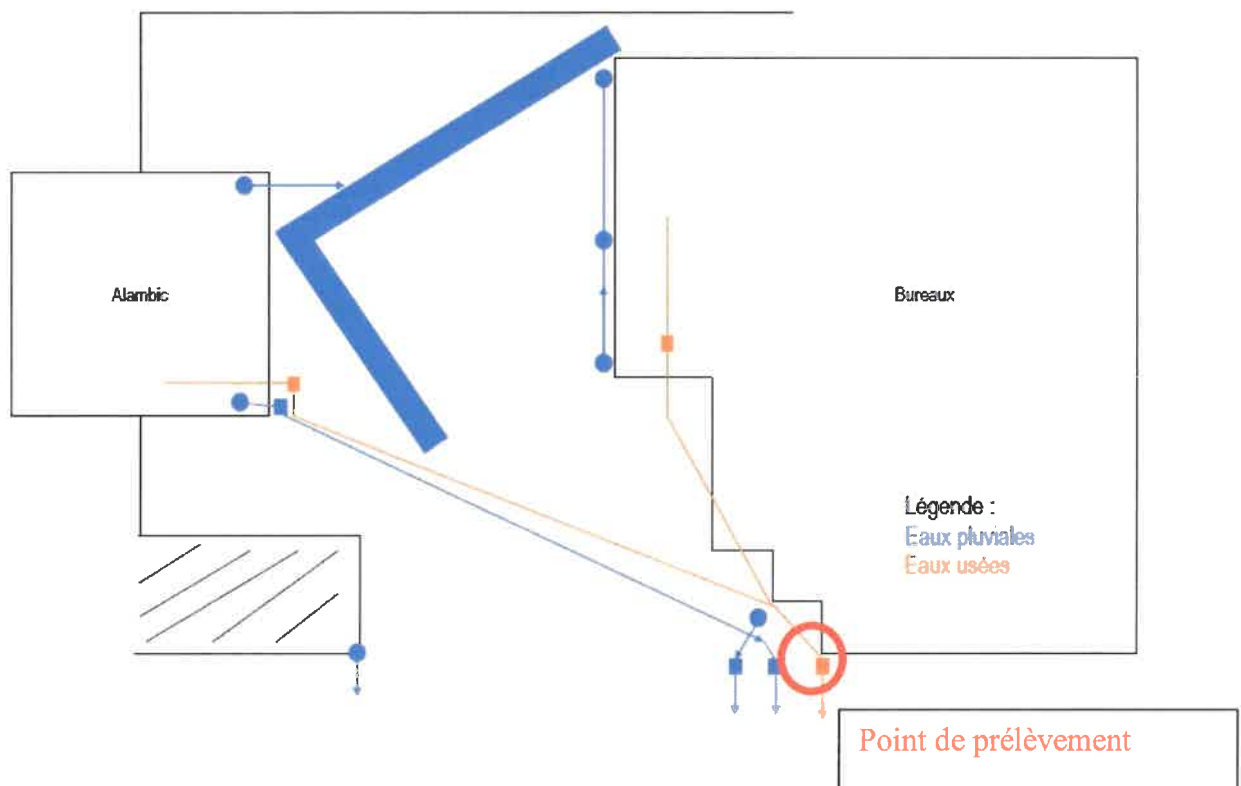 Alambic
Bureaux
Légende :
Eaux pluviales
Eaux usées
Point de prélèvement